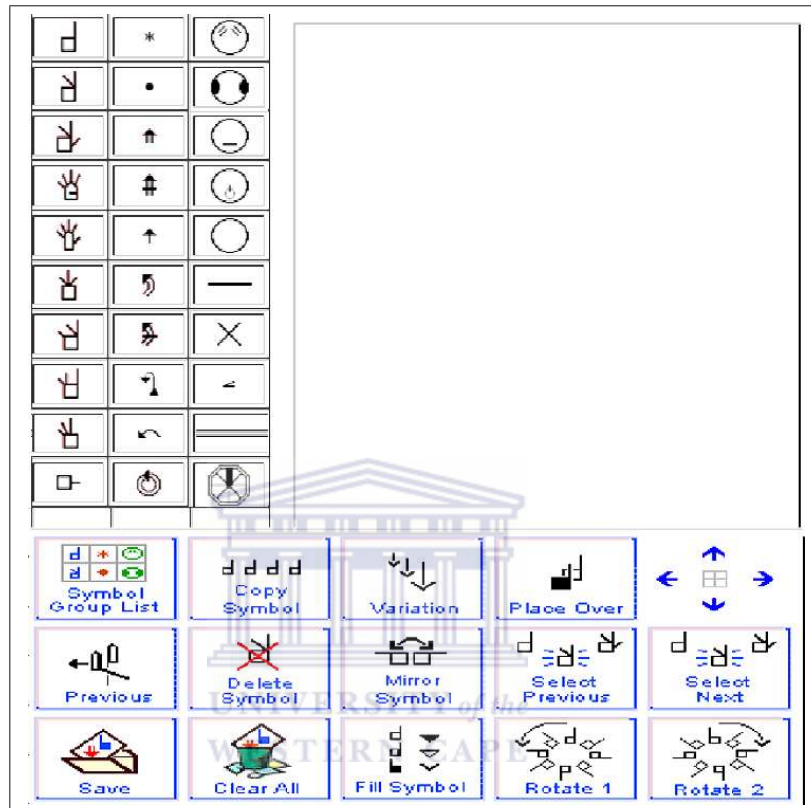 Symbol
Group List
Copy
Symbol
Variation
Place Over
Previous
Delete
Symbol
Mirror
Symbol
Select
Previous
Select
Next
UNIVERSITY of the
WESTERN CAPE
Save
Clear All
Fill Symbol
Rotate 1
Rotate 2